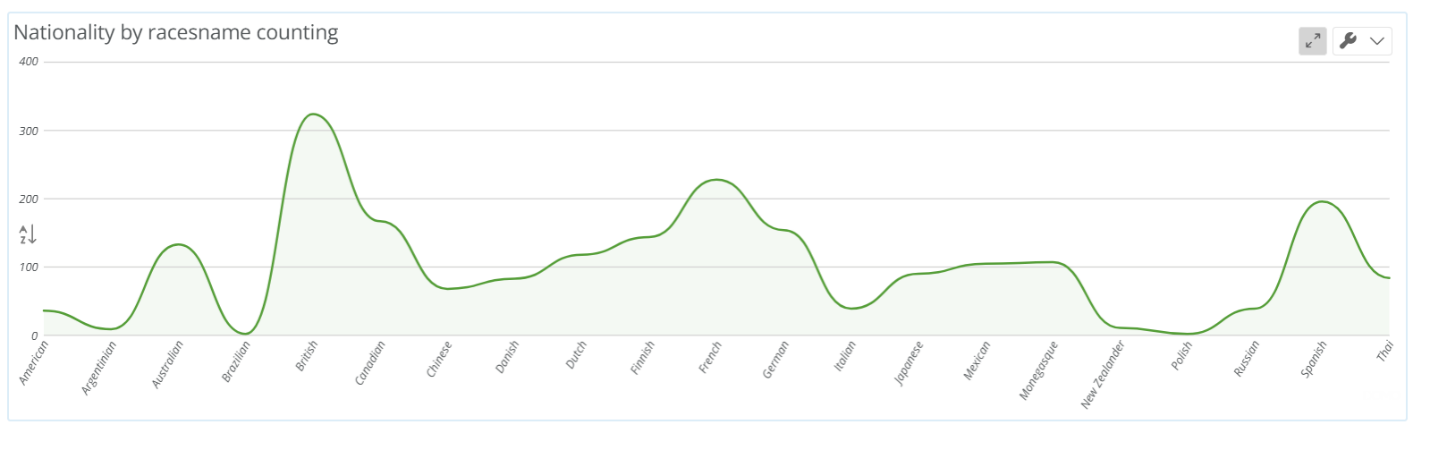 Nationality by racesname counting
400
300
200
A
Z
100
0
American
Argentinian
Australian
Brazilian
British
Canadian
Chinese
Danish
Dutch
Finnish
French
German
Italian
Japanese
Mexican
Monegasque
New Zealander
Polish
Russian
Spanish
Thai